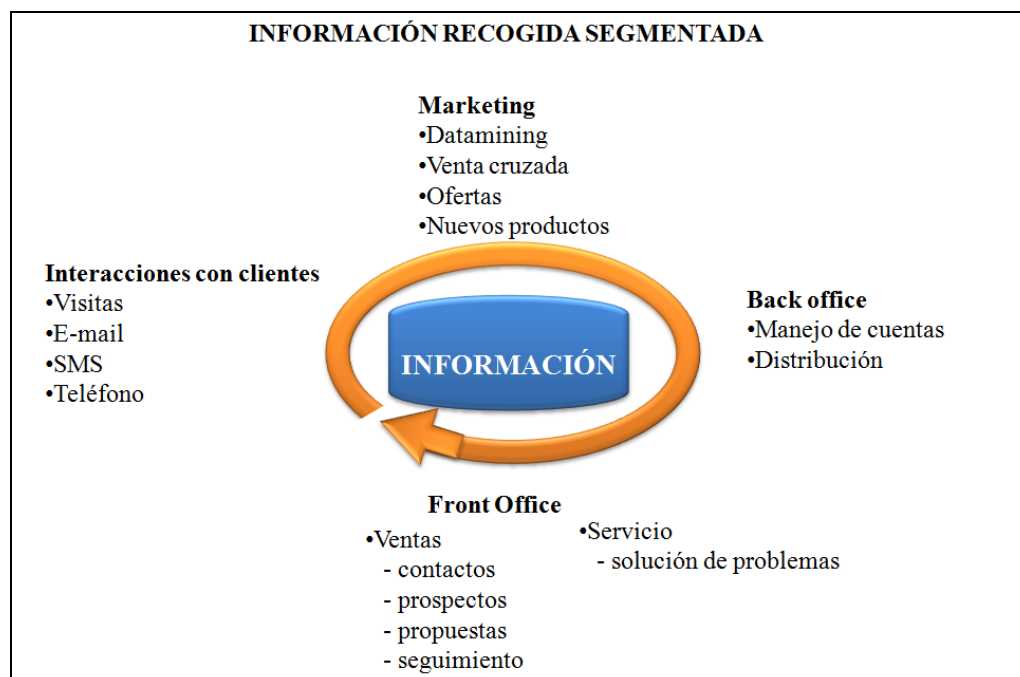 INFORMACIÓN RECOGIDA SEGMENTADA
Marketing
•Datamining
•Venta cruzada
•Ofertas
•Nuevos productos
Interacciones con clientes
•Visitas
•E-mail
•SMS
•Teléfono
INFORMACIÓN
Back office
•Manejo de cuentas
•Distribución
Front Office
•Ventas
- contactos
- prospectos
- propuestas
- seguimiento
•Servicio
- solución de problemas